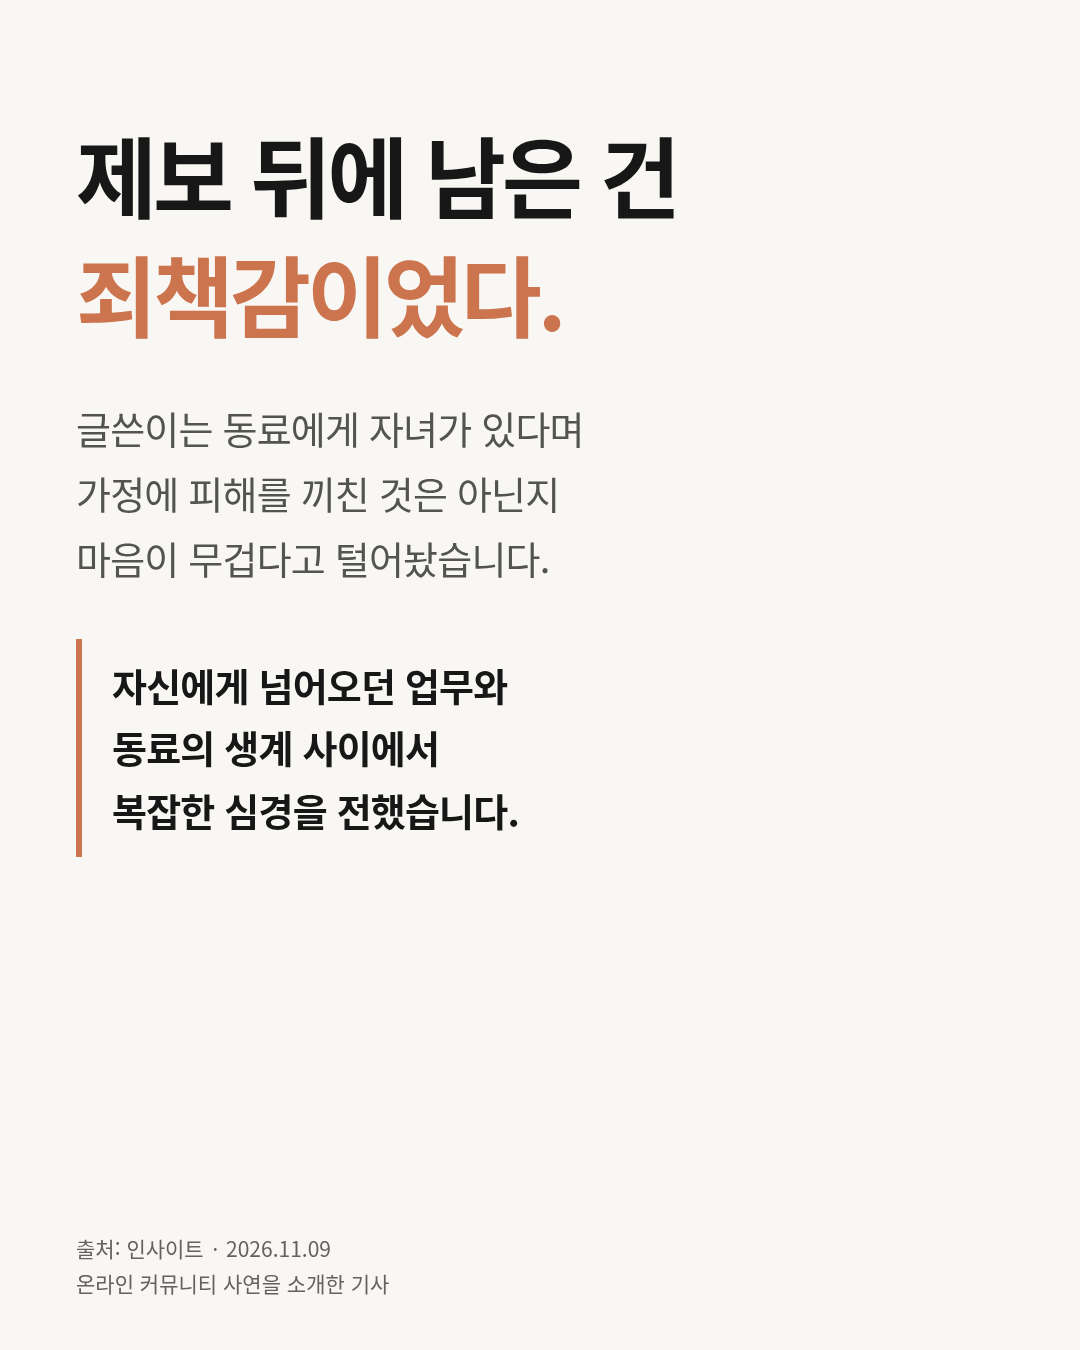 제보 뒤에 남은 건
죄책감이었다.
글쓴이는 동료에게 자녀가 있다며
가정에 피해를 끼친 것은 아닌지
마음이 무겁다고 털어놨습니다.
자신에게 넘어오던 업무와
동료의 생계 사이에서
복잡한 심경을 전했습니다.
출처: 인사이트 · 2026.11.09
온라인 커뮤니티 사연을 소개한 기사